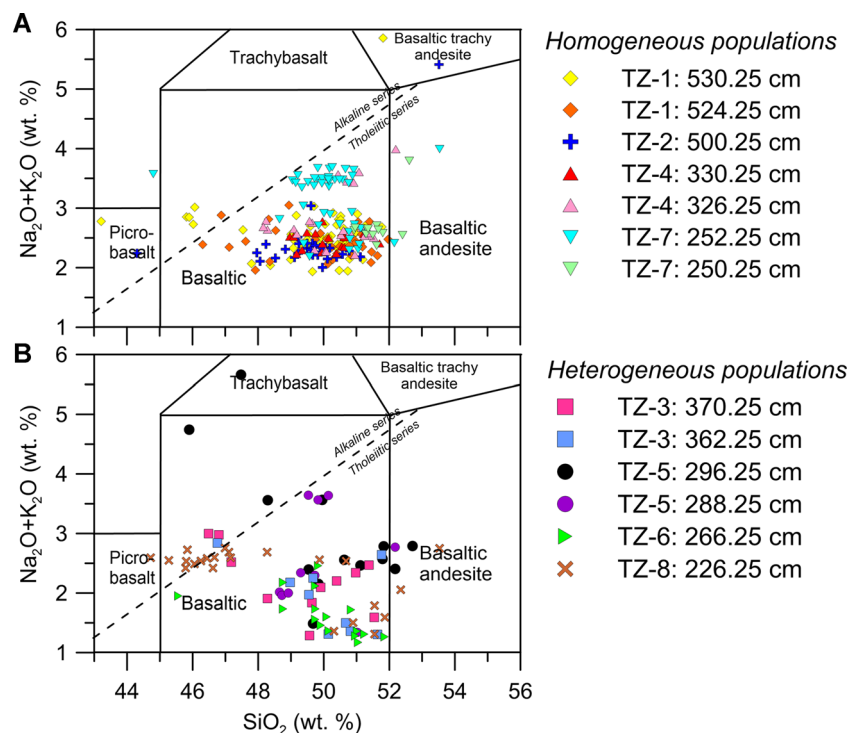 A
6
5
4
3
2
1
Na2O+K2O (wt. %)
Trachybasalt
Basaltic trachy
andesite
Alkaline series
Tholeiitic series
Picro-
basalt
Basaltic
Basaltic
andesite
Homogeneous populations
TZ-1: 530.25 cm
TZ-1: 524.25 cm
TZ-2: 500.25 cm
TZ-4: 330.25 cm
TZ-4: 326.25 cm
TZ-7: 252.25 cm
TZ-7: 250.25 cm
B
6
5
4
3
2
1
Na2O+K2O (wt. %)
Trachybasalt
Basaltic trachy
andesite
Alkaline series
Tholeiitic series
Picro-
basalt
Basaltic
Basaltic
andesite
44 46 48 50 52 54 56
SiO2 (wt. %)
Heterogeneous populations
TZ-3: 370.25 cm
TZ-3: 362.25 cm
TZ-5: 296.25 cm
TZ-5: 288.25 cm
TZ-6: 266.25 cm
TZ-8: 226.25 cm